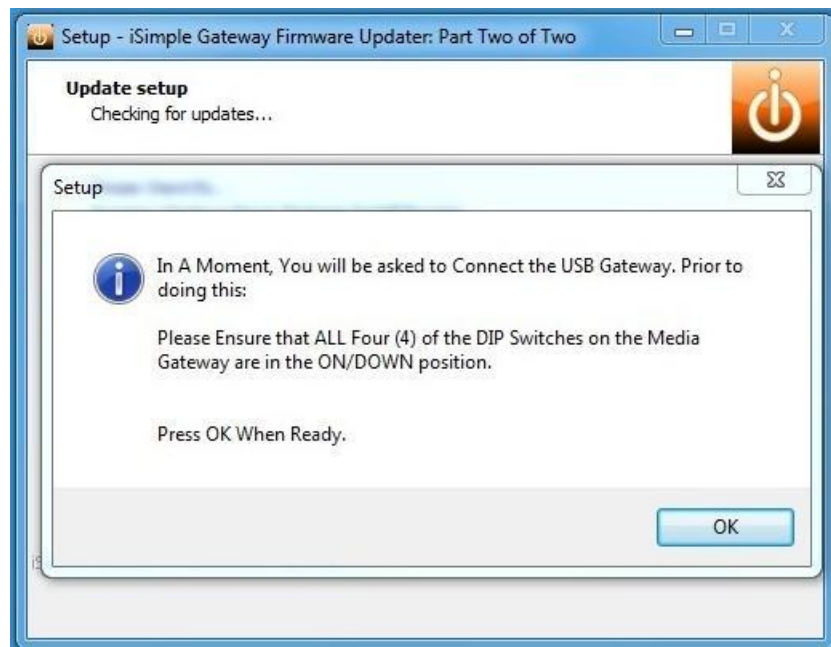 Setup - iSimple Gateway Firmware Updater: Part Two of Two
Update setup
Checking for updates...
Setup
In A Moment, You will be asked to Connect the USB Gateway. Prior to
doing this:
Please Ensure that ALL Four (4) of the DIP Switches on the Media
Gateway are in the ON/DOWN position.
Press OK When Ready.
OK